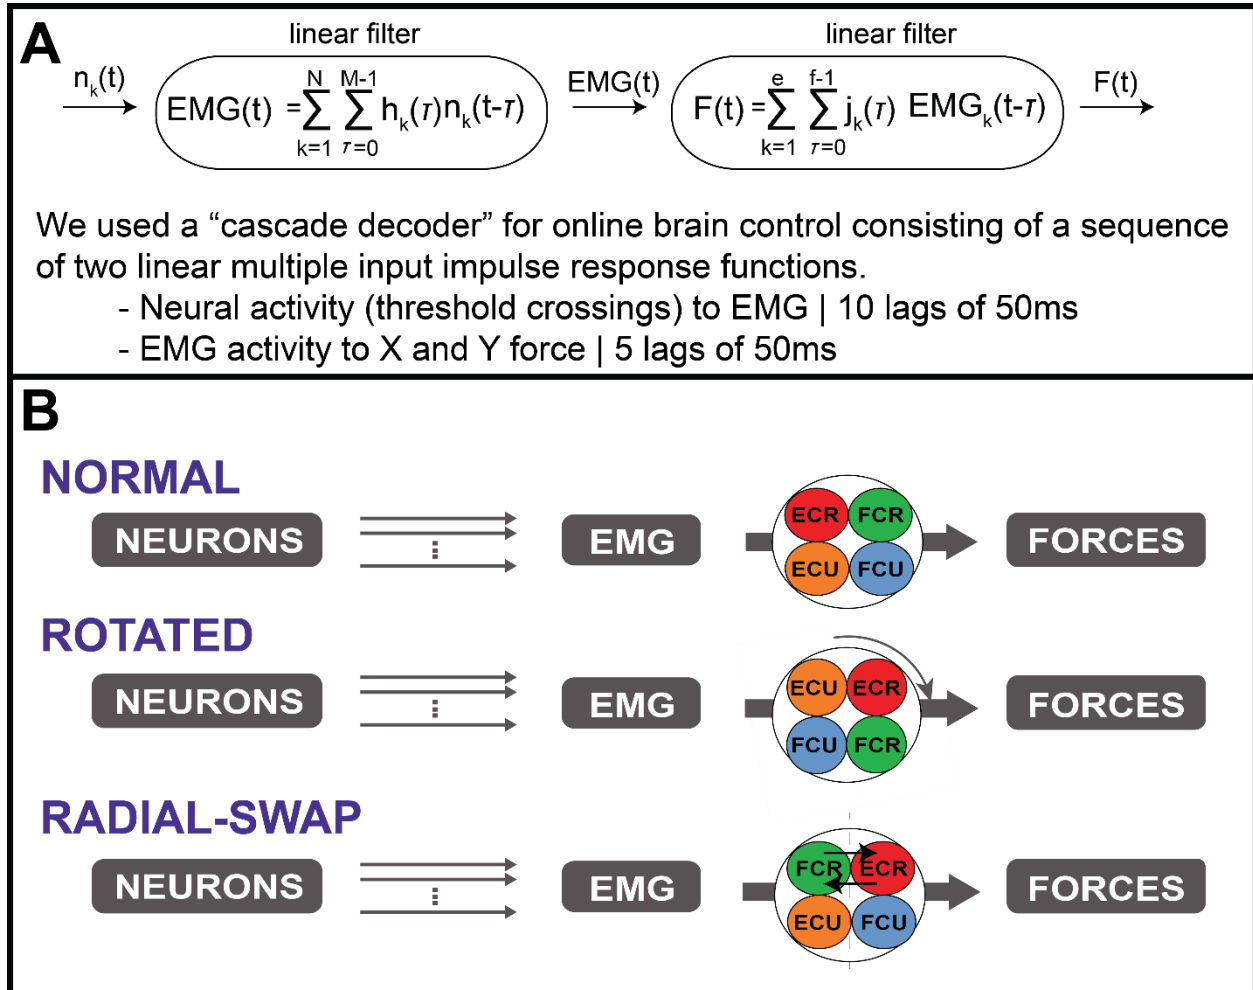 A
linear filter
linear filter
n_k(t)
EMG(t) = N∑k=1 M-1∑τ=0 h_k(τ)n_k(t-τ)
EMG(t)
F(t) = e∑k=1 f-1∑τ=0 j_k(τ) EMG_k(t-τ)
F(t)
We used a “cascade decoder” for online brain control consisting of a sequence
of two linear multiple input impulse response functions.
- Neural activity (threshold crossings) to EMG | 10 lags of 50ms
- EMG activity to X and Y force | 5 lags of 50ms
B
NORMAL
NEURONS
EMG
ECR FCR
ECU FCU
FORCES
ROTATED
NEURONS
EMG
ECU ECR
FCU FCR
FORCES
RADIAL-SWAP
NEURONS
EMG
FCR ECR
ECU FCU
FORCES